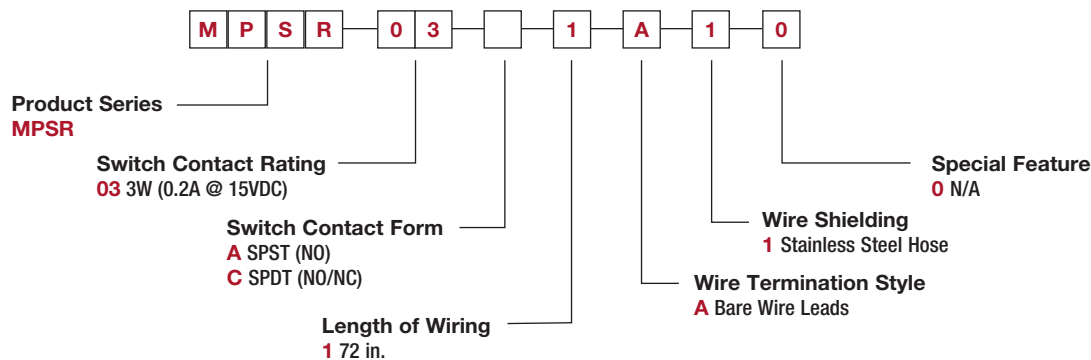 M P S R 0 3 1 A 1 0
Product Series
MPSR
Switch Contact Rating
03 3W (0.2A @ 15VDC)
Switch Contact Form
A SPST (NO)
C SPDT (NO/NC)
Length of Wiring
1 72 in.
Special Feature
0 N/A
Wire Shielding
1 Stainless Steel Hose
Wire Termination Style
A Bare Wire Leads